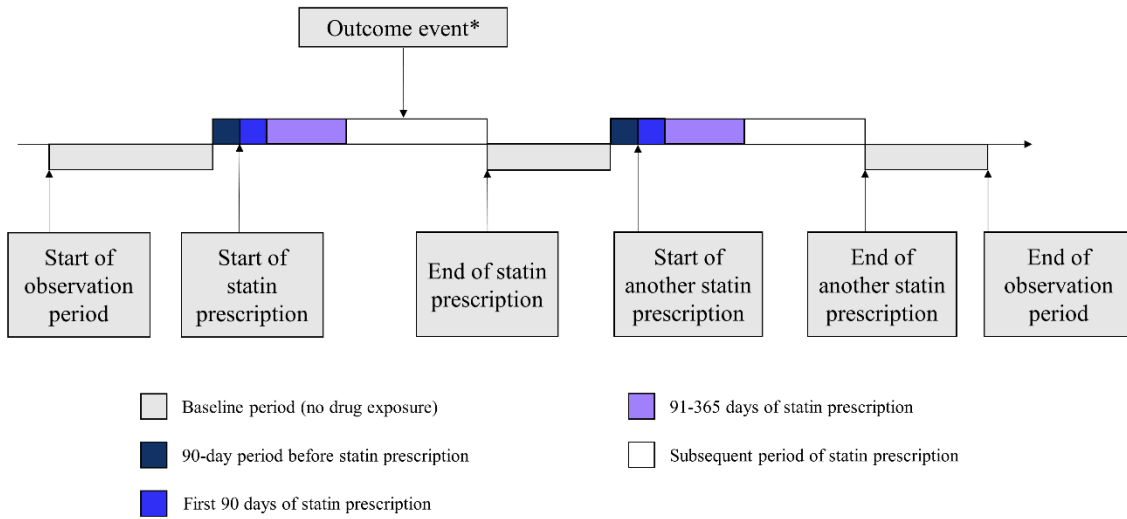 Outcome event*
Start of
observation
period
Start of
statin
prescription
End of statin
prescription
Start of
another statin
prescription
End of
another statin
prescription
End of
observation
period
Baseline period (no drug exposure)
90-day period before statin prescription
First 90 days of statin prescription
91-365 days of statin prescription
Subsequent period of statin prescription